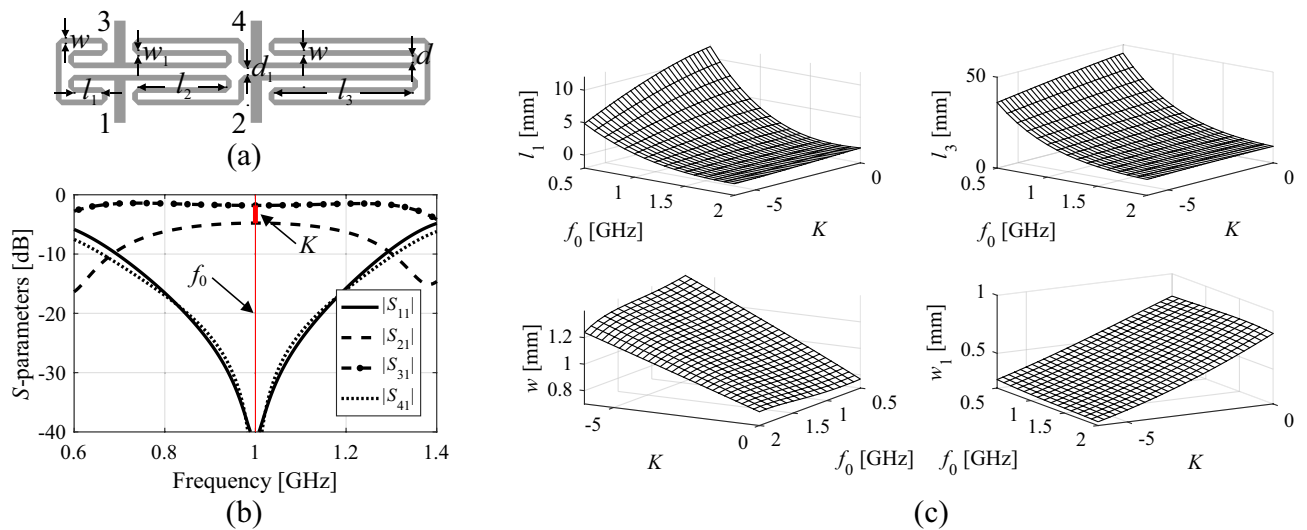 3 4
w w₁ w d
d₁
l₁ l₂ l₃
1 2
(a)
0
-10
-20
-30
-40
S-parameters [dB]
K
f₀
|S₁₁|
|S₂₁|
|S₃₁|
|S₄₁|
0.6 0.8 1 1.2 1.4
Frequency [GHz]
(b)
10
5
0
l₁ [mm]
0.5 1 1.5 2
f₀ [GHz]
-5 0
K
50
0
l₃ [mm]
0.5 1 1.5 2
f₀ [GHz]
-5 0
K
1.2
1
0.8
w [mm]
-5 0
K
2 1.5 1 0.5
f₀ [GHz]
1
0.5
w₁ [mm]
0.5 1 1.5 2
f₀ [GHz]
-5 0
K
(c)